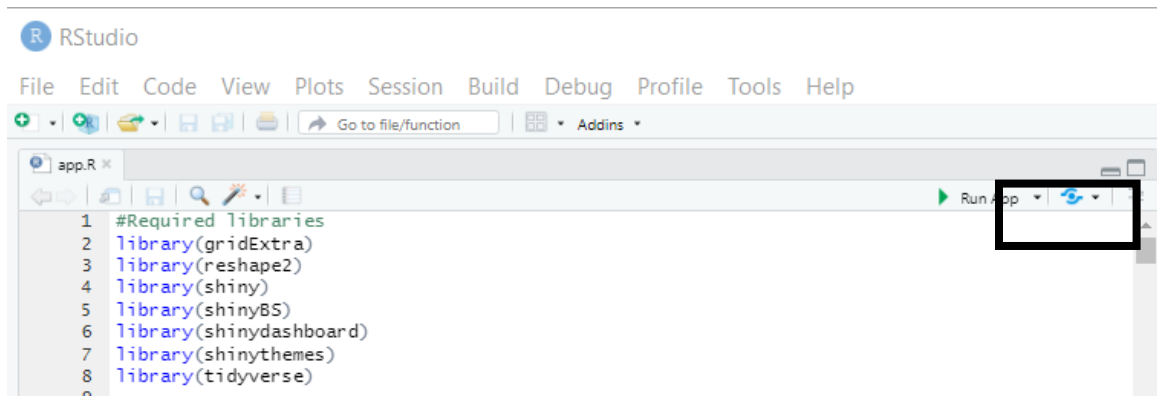 R RStudio
File Edit Code View Plots Session Build Debug Profile Tools Help
R Go to file/function Addins
app.R
Run App
1 #Required libraries
2 library(gridExtra)
3 library(reshape2)
4 library(shiny)
5 library(shinyBS)
6 library(shinydashboard)
7 library(shinythemes)
8 library(tidyverse)
9